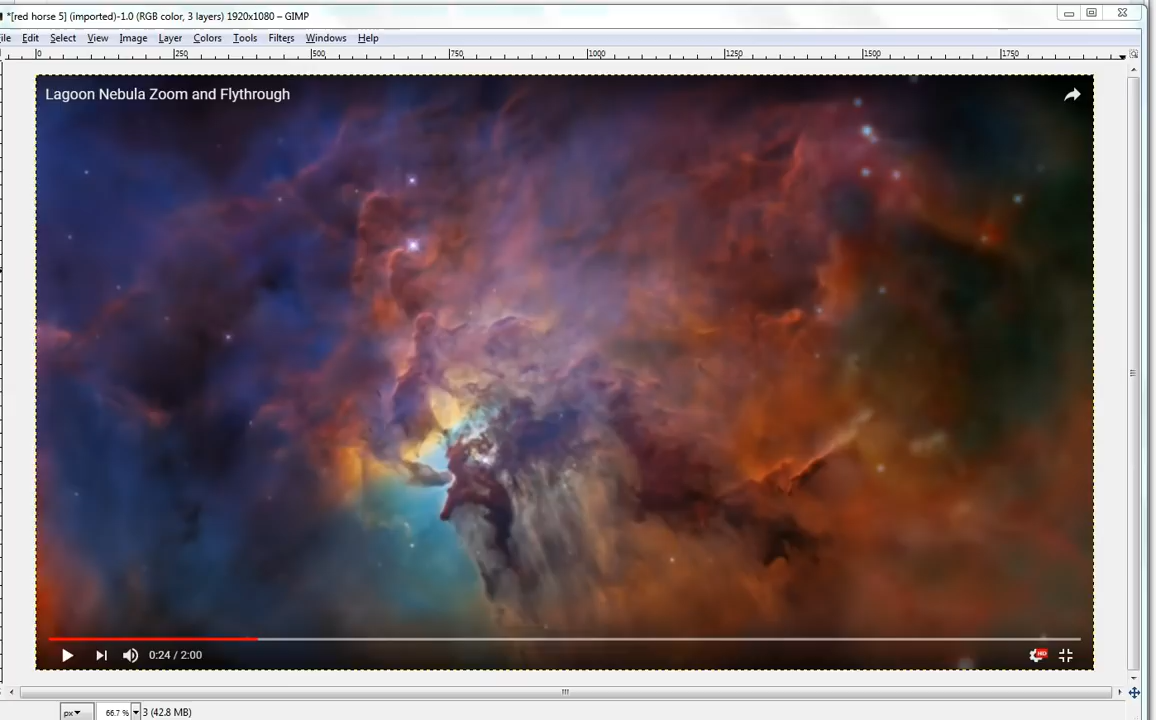 *[red horse 5] (imported)-1.0 (RGB color, 3 layers) 1920x1080 – GIMP
ile Edit Select View Image Layer Colors Tools Filters Windows Help
0 250 500 750 1000 1250 1500 1750
Lagoon Nebula Zoom and Flythrough
0:24 / 2:00 HD
px 66.7 % 3 (42.8 MB)